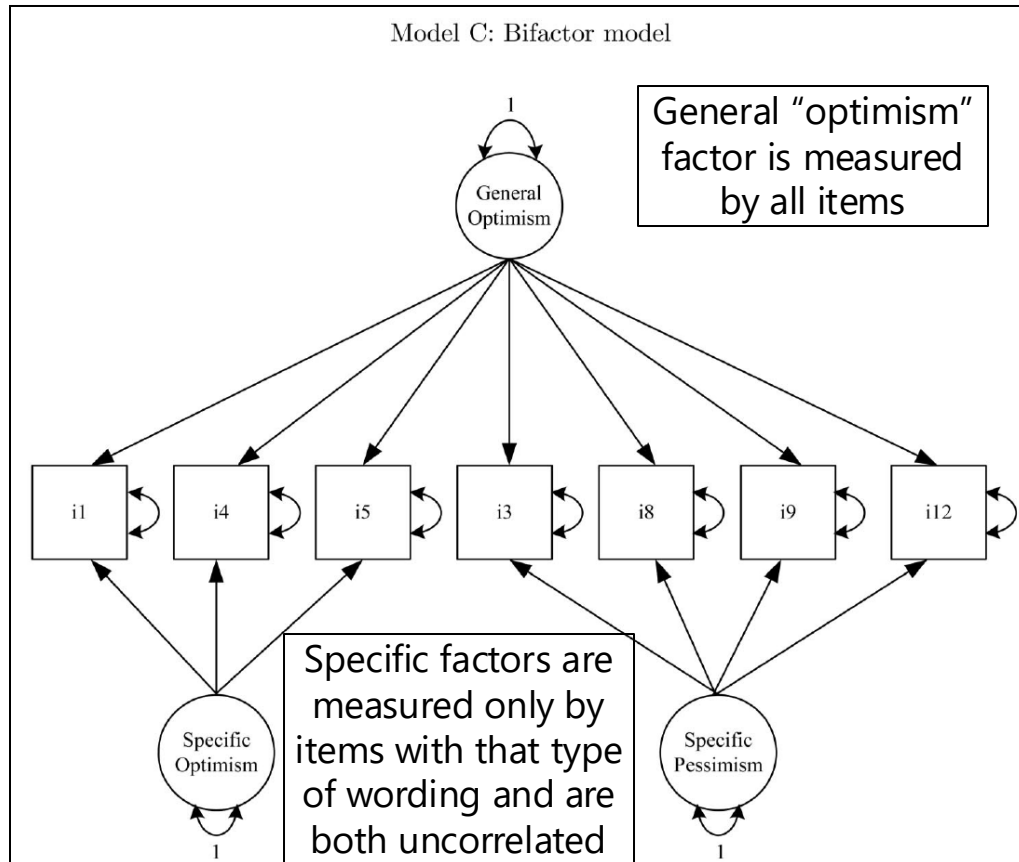 Model C: Bifactor model
1
General “optimism”
factor is measured
by all items
General
Optimism
i1
i4
i5
i3
i8
i9
i12
Specific
Optimism
1
Specific factors are
measured only by
items with that type
of wording and are
both uncorrelated
Specific
Pessimism
1